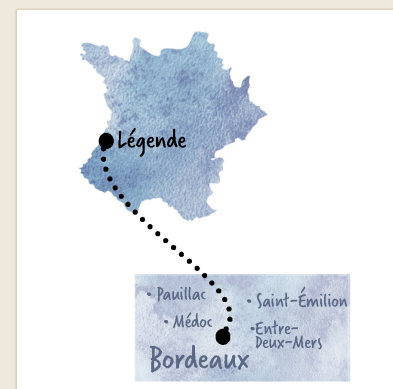 Légende
• Pauillac
• Saint-Émilion
• Médoc
•Entre-
Deux-Mers
Bordeaux